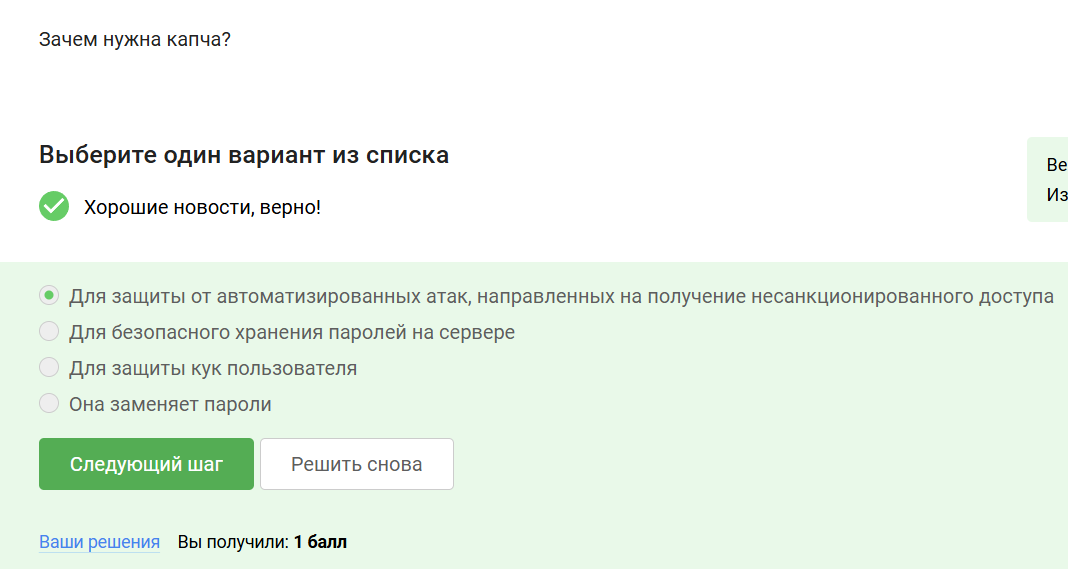 Зачем нужна капча?
Выберите один вариант из списка
Хорошие новости, верно!
Ве
Из
Для защиты от автоматизированных атак, направленных на получение несанкционированного доступа
Для безопасного хранения паролей на сервере
Для защиты кук пользователя
Она заменяет пароли
Следующий шаг
Решить снова
Ваши решения Вы получили: 1 балл